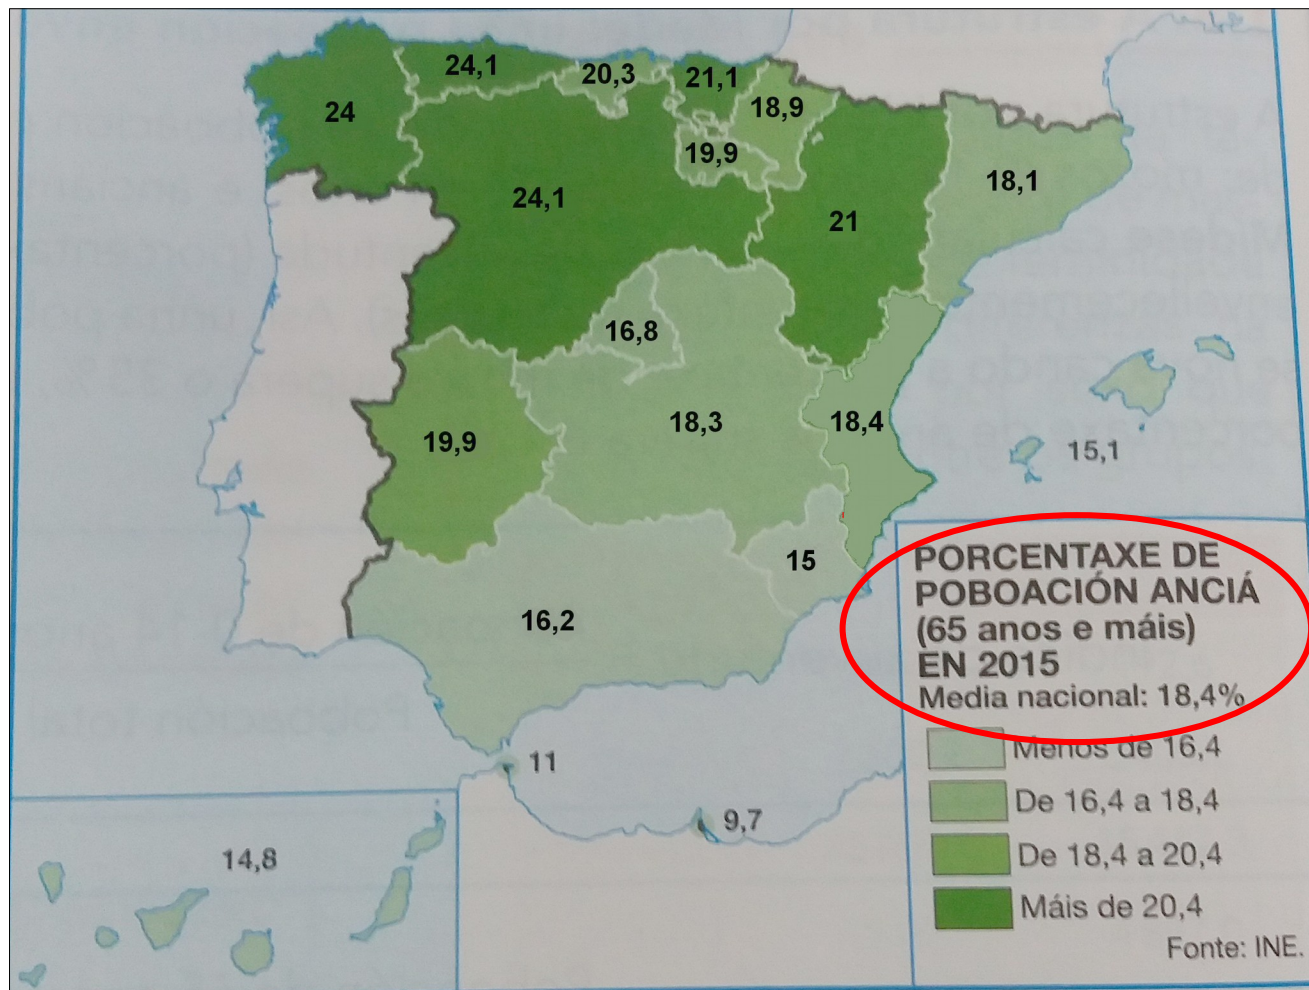 24,1
20,3
21,1
24
18,9
19,9
18,1
24,1
21
16,8
18,3
18,4
19,9
15,1
15
16,2
PORCENTAXE DE
POBOACIÓN ANCIÁ
(65 anos e máis)
EN 2015
Media nacional: 18,4%
Poboación total
Menos de 16,4
11
De 16,4 a 18,4
9,7
De 18,4 a 20,4
14,8
Máis de 20,4
Fonte: INE.